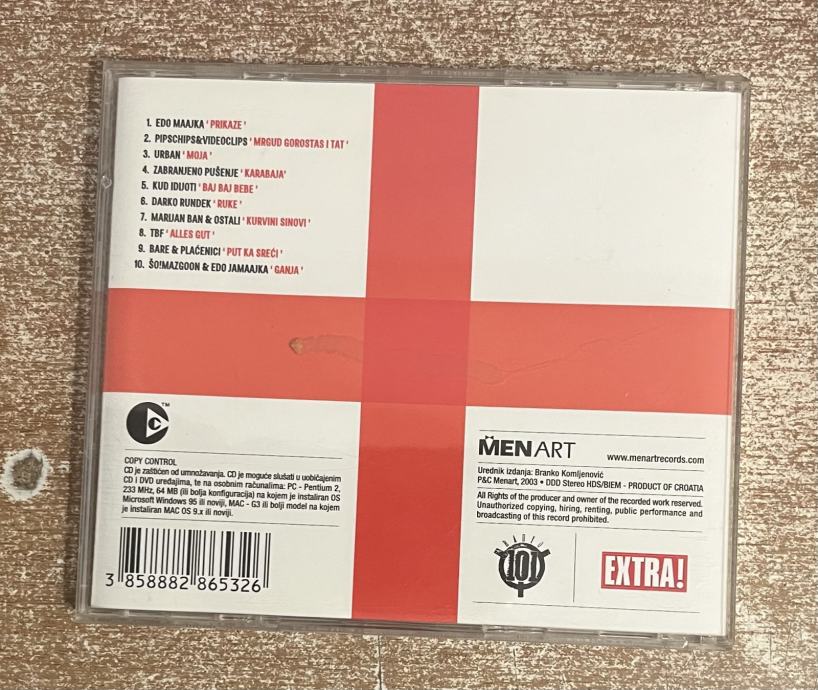 1. EDO MAAJKA 'PRIKAZE'
2. PIPSCHIPS&VIDEOCLIPS 'MRGUD GOROSTAS I TAT'
3. URBAN 'MOJA'
4. ZABRANJENO PUŠENJE 'KARABAJA'
5. KUD IDIJOTI 'BAJ BAJ BEBE'
6. DARKO RUNDEK 'RUKE'
7. MARIJAN BAN & OSTALI 'KURVINI SINOVI'
8. TBF 'ALLES GUT'
9. BARE & PLAĆENICI 'PUT KA SREĆI'
10. ŠO!MAZGOON & EDO JAMAAJKA 'GANJA'
C
TM
COPY CONTROL
CD je zaštićen od umnožavanja. CD je moguće slušati u uobičajenim
CD i DVD uređajima, te na osobnim računalima: PC - Pentium 2,
233 MHz, 64 MB (ili bolja konfiguracija) na kojem je instaliran OS
Microsoft Windows 95 ili noviji, MAC - G3 ili bolji model na kojem
je instaliran MAC OS 9.x ili noviji.
3 858882 865326
MENART
www.menartrecords.com
Urednik izdanja: Branko Komljenović
P&C Menart, 2003 • DDD Stereo HDS/BIEM - PRODUCT OF CROATIA
All Rights of the producer and owner of the recorded work reserved.
Unauthorized copying, hiring, renting, public performance and
broadcasting of this record prohibited.
RADIO
101
EXTRA!